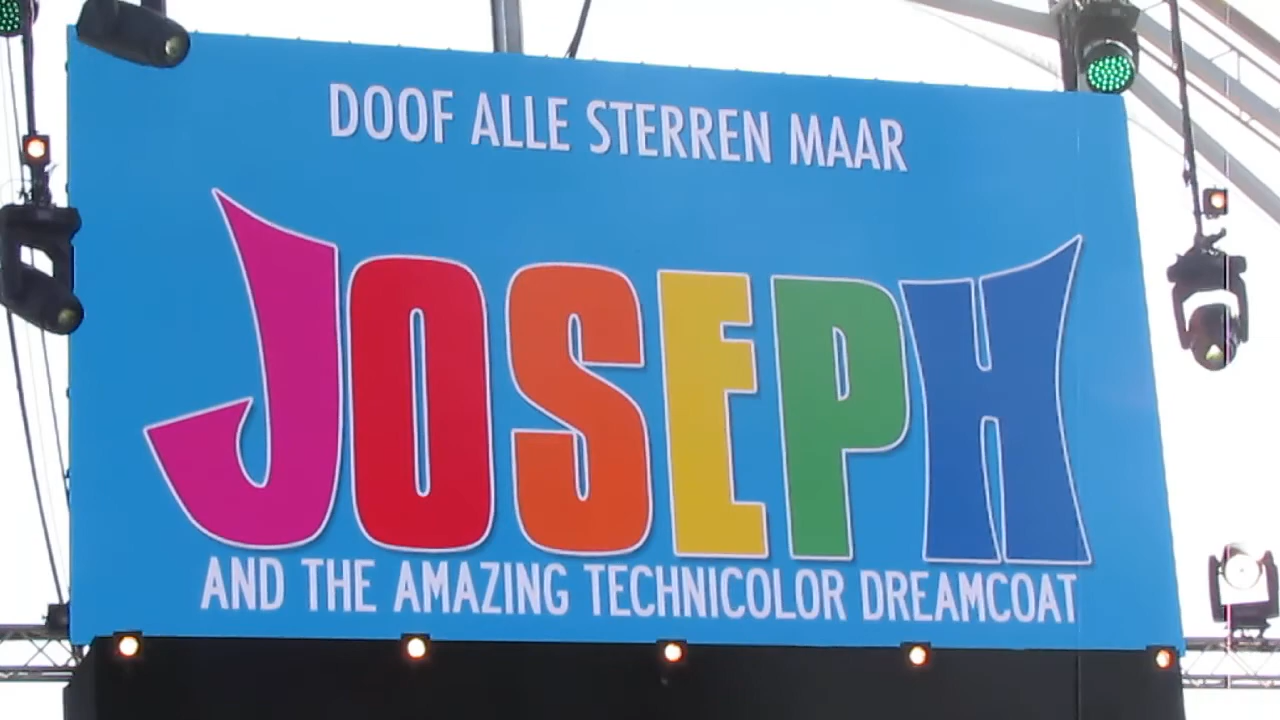 DOOF ALLE STERREN MAAR
JOSEPH
AND THE AMAZING TECHNICOLOR DREAMCOAT